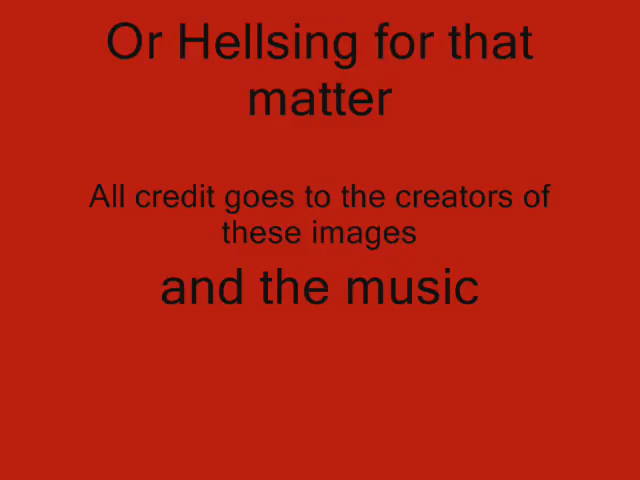 Or Hellsing for that
matter
All credit goes to the creators of
these images
and the music